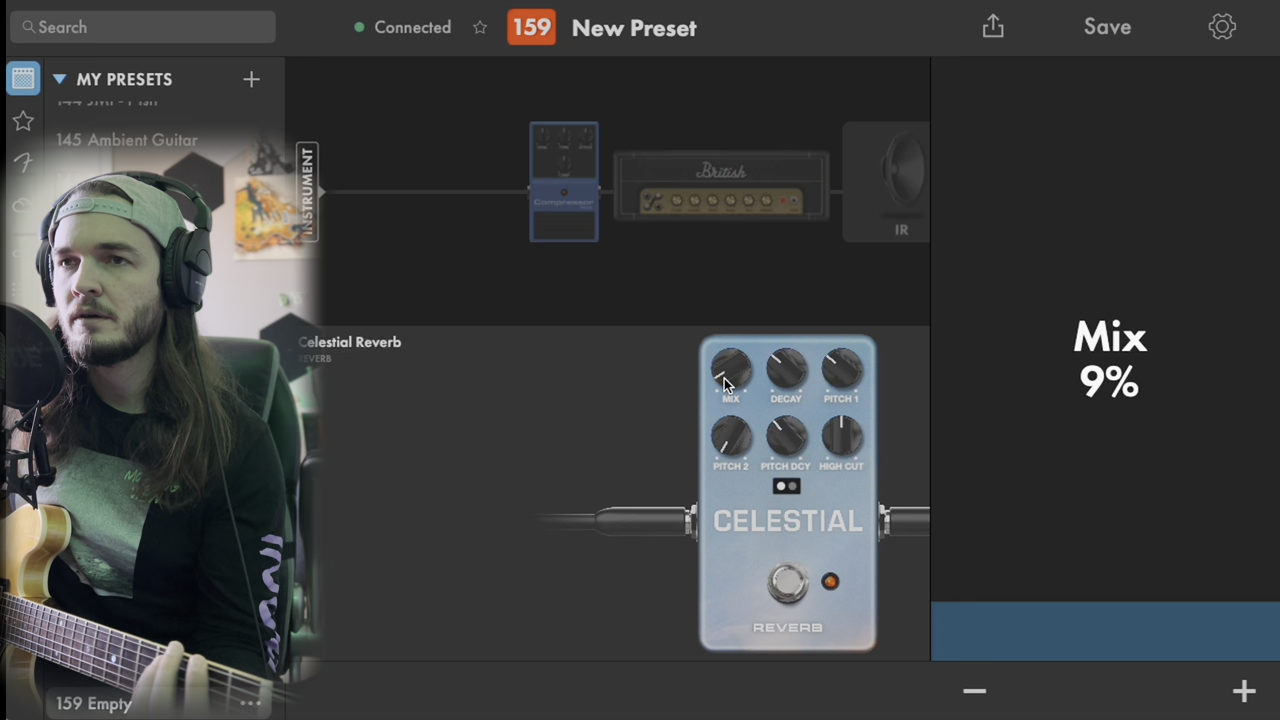 Search
Connected
159
New Preset
Save
MY PRESETS
145 Ambient Guitar
INSTRUMENT
Compressor
British
IR
Celestial Reverb
REVERB
MIX
DECAY
PITCH 1
PITCH 2
PITCH DCY
HIGH CUT
CELESTIAL
REVERB
Mix
9%
159 Empty